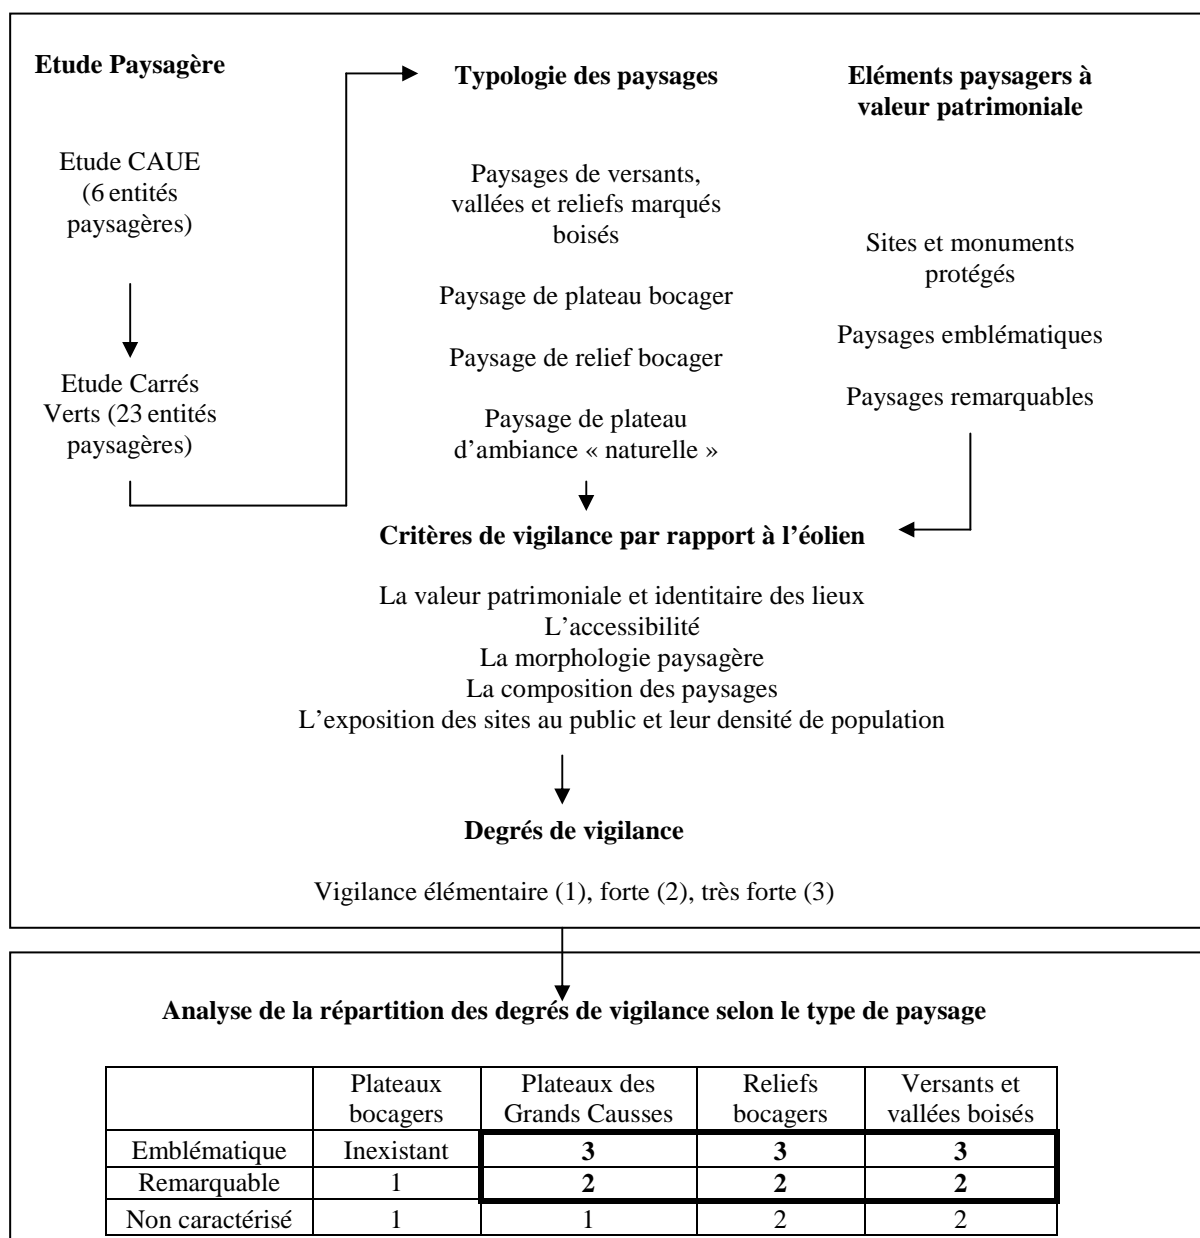 Etude Paysagère
Etude CAUE
(6 entités
paysagères)
Etude Carrés
Verts (23 entités
paysagères)
Typologie des paysages
Paysages de versants,
vallées et reliefs marqués
boisés
Paysage de plateau bocager
Paysage de relief bocager
Paysage de plateau
d’ambiance « naturelle »
Eléments paysagers à
valeur patrimoniale
Sites et monuments
protégés
Paysages emblématiques
Paysages remarquables
Critères de vigilance par rapport à l’éolien
La valeur patrimoniale et identitaire des lieux
L’accessibilité
La morphologie paysagère
La composition des paysages
L’exposition des sites au public et leur densité de population
Degrés de vigilance
Vigilance élémentaire (1), forte (2), très forte (3)
Analyse de la répartition des degrés de vigilance selon le type de paysage
Plateaux bocagers Plateaux des Grands Causses Reliefs bocagers Versants et vallées boisés
Emblématique Inexistant 3 3 3
Remarquable 1 2 2 2
Non caractérisé 1 1 2 2